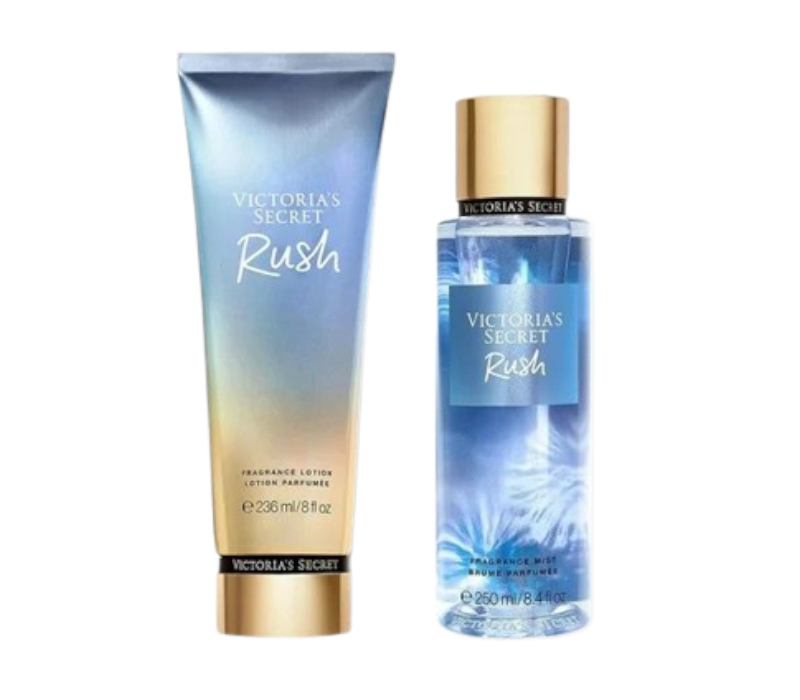 VICTORIA'S
SECRET
Rush
FRAGRANCE LOTION
LOTION PARFUMÉE
℮ 236 ml/8 fl oz
VICTORIA'S SECRET
VICTORIA'S SECRET
VICTORIA'S
SECRET
Rush
FRAGRANCE MIST
BRUME PARFUMÉE
℮ 250 ml/8.4 fl oz